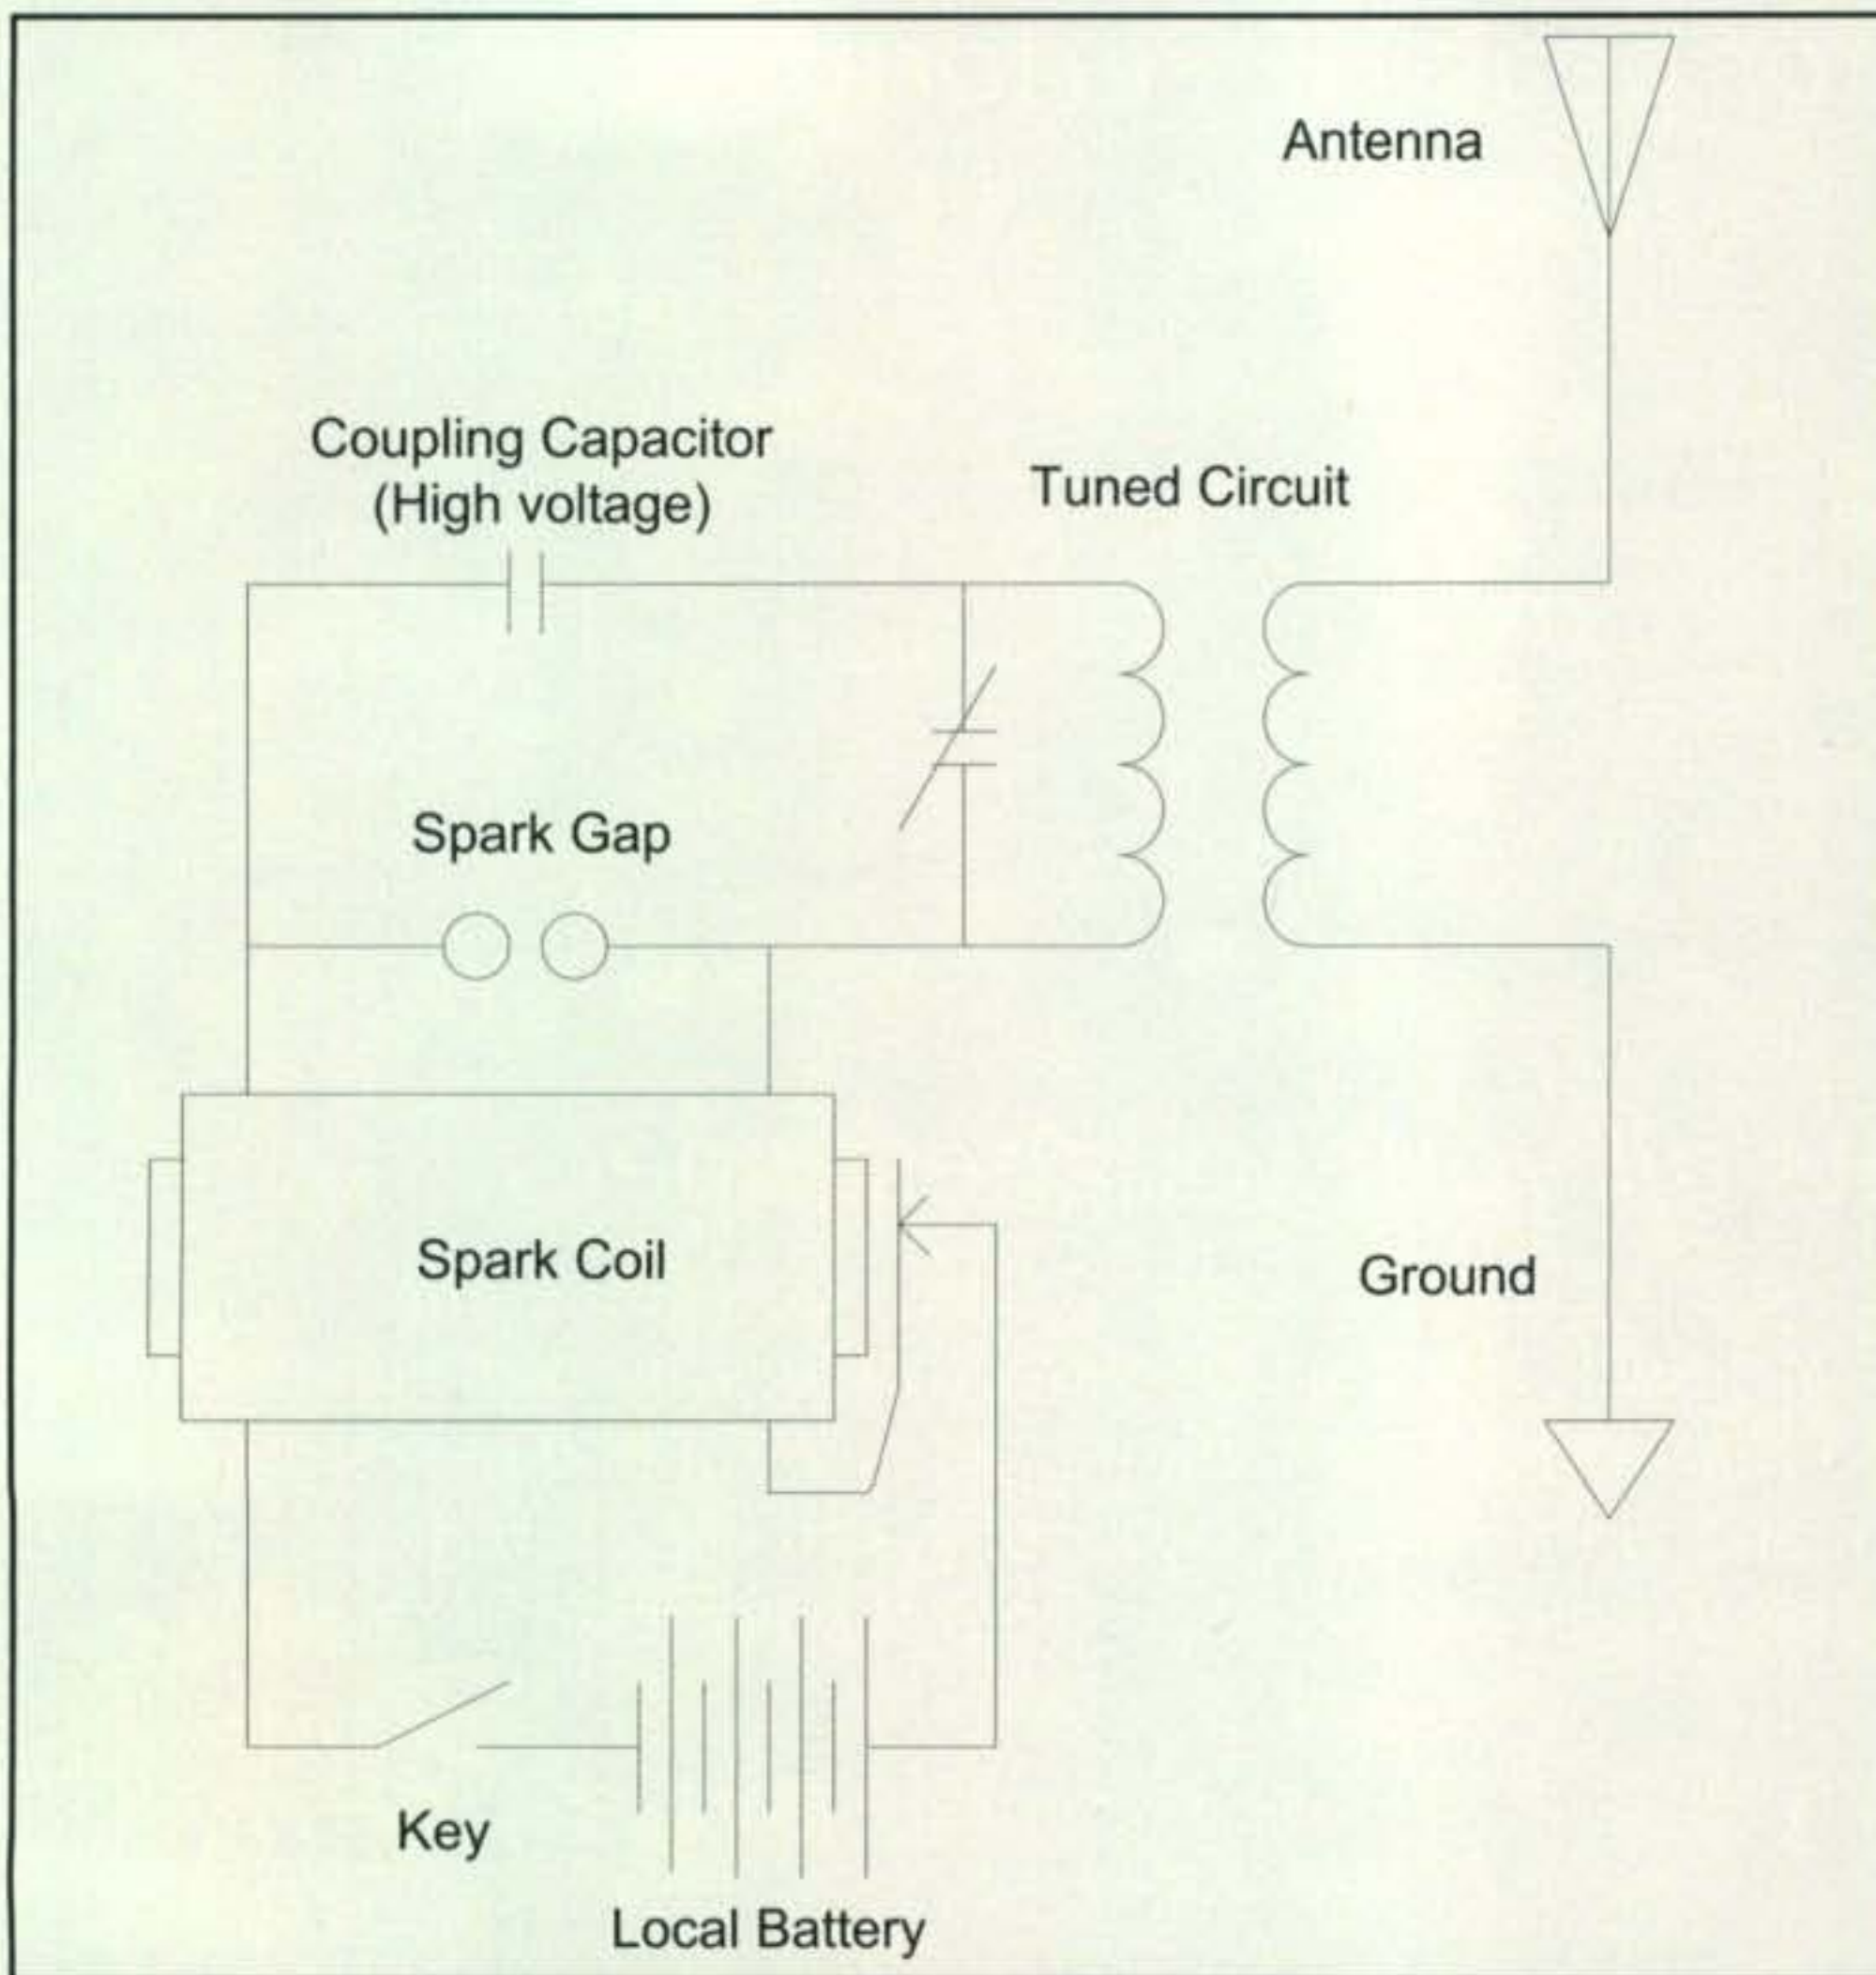 Antenna
Coupling Capacitor
(High voltage)
Tuned Circuit
Spark Gap
Spark Coil
Ground
Key
Local Battery